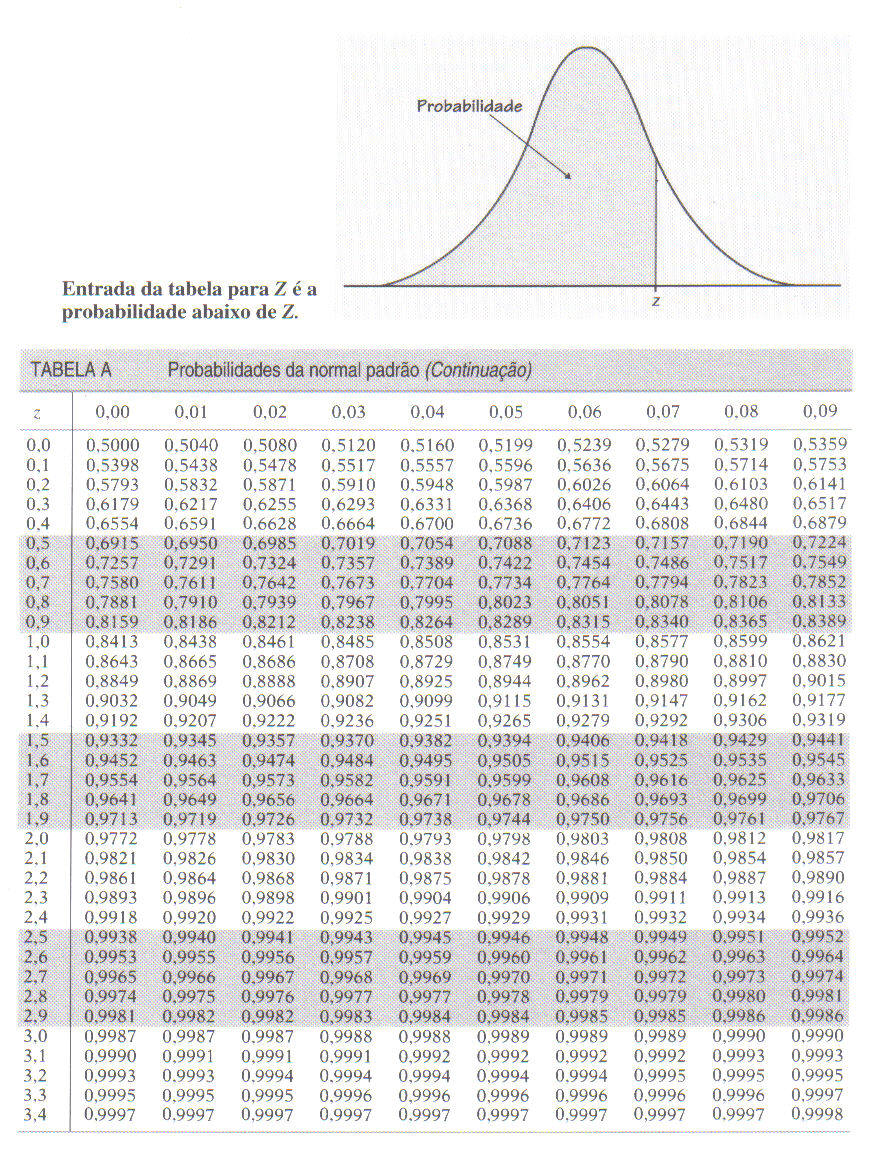 Probabilidade
Entrada da tabela para Z é a
probabilidade abaixo de Z.
z
TABELA A Probabilidades da normal padrão (Continuação)
z 0,00 0,01 0,02 0,03 0,04 0,05 0,06 0,07 0,08 0,09
0,0 0,5000 0,5040 0,5080 0,5120 0,5160 0,5199 0,5239 0,5279 0,5319 0,5359
0,1 0,5398 0,5438 0,5478 0,5517 0,5557 0,5596 0,5636 0,5675 0,5714 0,5753
0,2 0,5793 0,5832 0,5871 0,5910 0,5948 0,5987 0,6026 0,6064 0,6103 0,6141
0,3 0,6179 0,6217 0,6255 0,6293 0,6331 0,6368 0,6406 0,6443 0,6480 0,6517
0,4 0,6554 0,6591 0,6628 0,6664 0,6700 0,6736 0,6772 0,6808 0,6844 0,6879
0,5 0,6915 0,6950 0,6985 0,7019 0,7054 0,7088 0,7123 0,7157 0,7190 0,7224
0,6 0,7257 0,7291 0,7324 0,7357 0,7389 0,7422 0,7454 0,7486 0,7517 0,7549
0,7 0,7580 0,7611 0,7642 0,7673 0,7704 0,7734 0,7764 0,7794 0,7823 0,7852
0,8 0,7881 0,7910 0,7939 0,7967 0,7995 0,8023 0,8051 0,8078 0,8106 0,8133
0,9 0,8159 0,8186 0,8212 0,8238 0,8264 0,8289 0,8315 0,8340 0,8365 0,8389
1,0 0,8413 0,8438 0,8461 0,8485 0,8508 0,8531 0,8554 0,8577 0,8599 0,8621
1,1 0,8643 0,8665 0,8686 0,8708 0,8729 0,8749 0,8770 0,8790 0,8810 0,8830
1,2 0,8849 0,8869 0,8888 0,8907 0,8925 0,8944 0,8962 0,8980 0,8997 0,9015
1,3 0,9032 0,9049 0,9066 0,9082 0,9099 0,9115 0,9131 0,9147 0,9162 0,9177
1,4 0,9192 0,9207 0,9222 0,9236 0,9251 0,9265 0,9279 0,9292 0,9306 0,9319
1,5 0,9332 0,9345 0,9357 0,9370 0,9382 0,9394 0,9406 0,9418 0,9429 0,9441
1,6 0,9452 0,9463 0,9474 0,9484 0,9495 0,9505 0,9515 0,9525 0,9535 0,9545
1,7 0,9554 0,9564 0,9573 0,9582 0,9591 0,9599 0,9608 0,9616 0,9625 0,9633
1,8 0,9641 0,9649 0,9656 0,9664 0,9671 0,9678 0,9686 0,9693 0,9699 0,9706
1,9 0,9713 0,9719 0,9726 0,9732 0,9738 0,9744 0,9750 0,9756 0,9761 0,9767
2,0 0,9772 0,9778 0,9783 0,9788 0,9793 0,9798 0,9803 0,9808 0,9812 0,9817
2,1 0,9821 0,9826 0,9830 0,9834 0,9838 0,9842 0,9846 0,9850 0,9854 0,9857
2,2 0,9861 0,9864 0,9868 0,9871 0,9875 0,9878 0,9881 0,9884 0,9887 0,9890
2,3 0,9893 0,9896 0,9898 0,9901 0,9904 0,9906 0,9909 0,9911 0,9913 0,9916
2,4 0,9918 0,9920 0,9922 0,9925 0,9927 0,9929 0,9931 0,9932 0,9934 0,9936
2,5 0,9938 0,9940 0,9941 0,9943 0,9945 0,9946 0,9948 0,9949 0,9951 0,9952
2,6 0,9953 0,9955 0,9956 0,9957 0,9959 0,9960 0,9961 0,9962 0,9963 0,9964
2,7 0,9965 0,9966 0,9967 0,9968 0,9969 0,9970 0,9971 0,9972 0,9973 0,9974
2,8 0,9974 0,9975 0,9976 0,9977 0,9977 0,9978 0,9979 0,9979 0,9980 0,9981
2,9 0,9981 0,9982 0,9982 0,9983 0,9984 0,9984 0,9985 0,9985 0,9986 0,9986
3,0 0,9987 0,9987 0,9987 0,9988 0,9988 0,9989 0,9989 0,9989 0,9990 0,9990
3,1 0,9990 0,9991 0,9991 0,9991 0,9992 0,9992 0,9992 0,9992 0,9993 0,9993
3,2 0,9993 0,9993 0,9994 0,9994 0,9994 0,9994 0,9994 0,9995 0,9995 0,9995
3,3 0,9995 0,9995 0,9995 0,9996 0,9996 0,9996 0,9996 0,9996 0,9996 0,9997
3,4 0,9997 0,9997 0,9997 0,9997 0,9997 0,9997 0,9997 0,9997 0,9997 0,9998